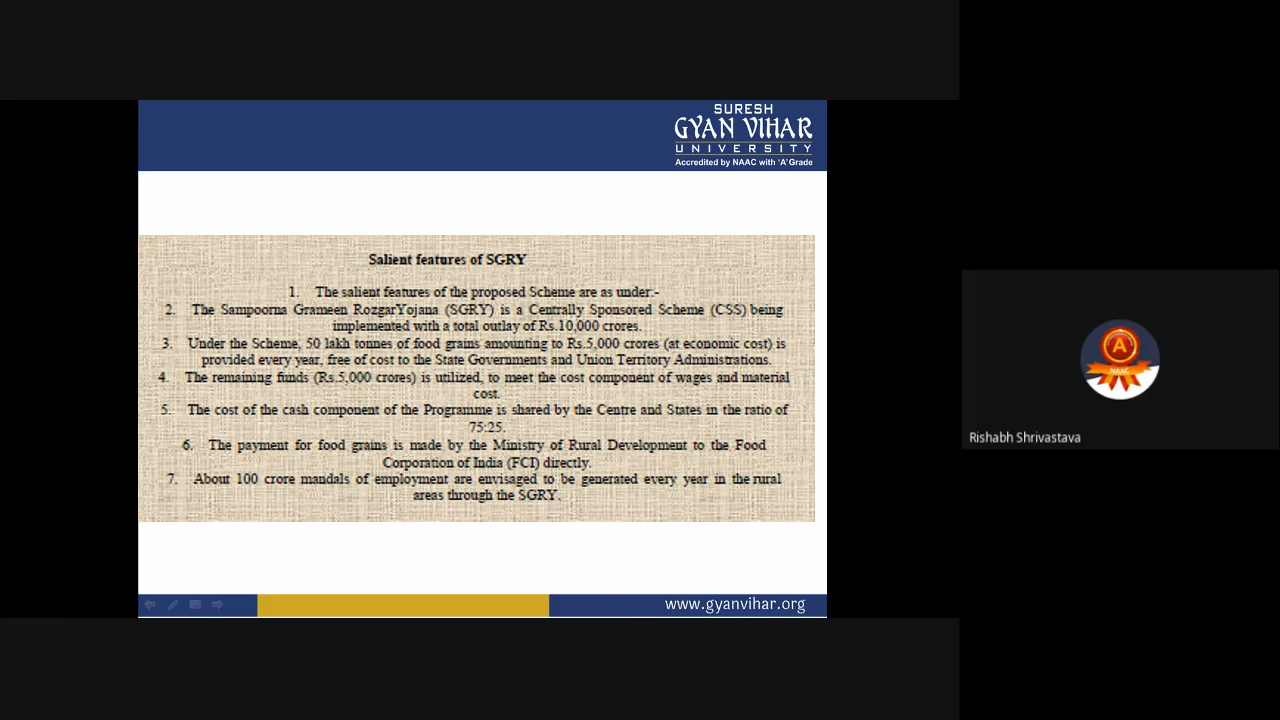 SURESH
GYAN VIHAR
UNIVERSITY
Accredited by NAAC with 'A' Grade
Salient features of SGRY
1. The salient features of the proposed Scheme are as under:-
2. The Sampoorna Grameen RozgarYojana (SGRY) is a Centrally Sponsored Scheme (CSS) being
implemented with a total outlay of Rs.10,000 crores.
3. Under the Scheme, 50 lakh tonnes of food grains amounting to Rs.5,000 crores (at economic cost) is
provided every year, free of cost to the State Governments and Union Territory Administrations.
4. The remaining funds (Rs.5,000 crores) is utilized, to meet the cost component of wages and material
cost.
5. The cost of the cash component of the Programme is shared by the Centre and States in the ratio of
75:25.
6. The payment for food grains is made by the Ministry of Rural Development to the Food
Corporation of India (FCI) directly.
7. About 100 crore mandals of employment are envisaged to be generated every year in the rural
areas through the SGRY.
www.gyanvihar.org
A
NAAC
Rishabh Shrivastava